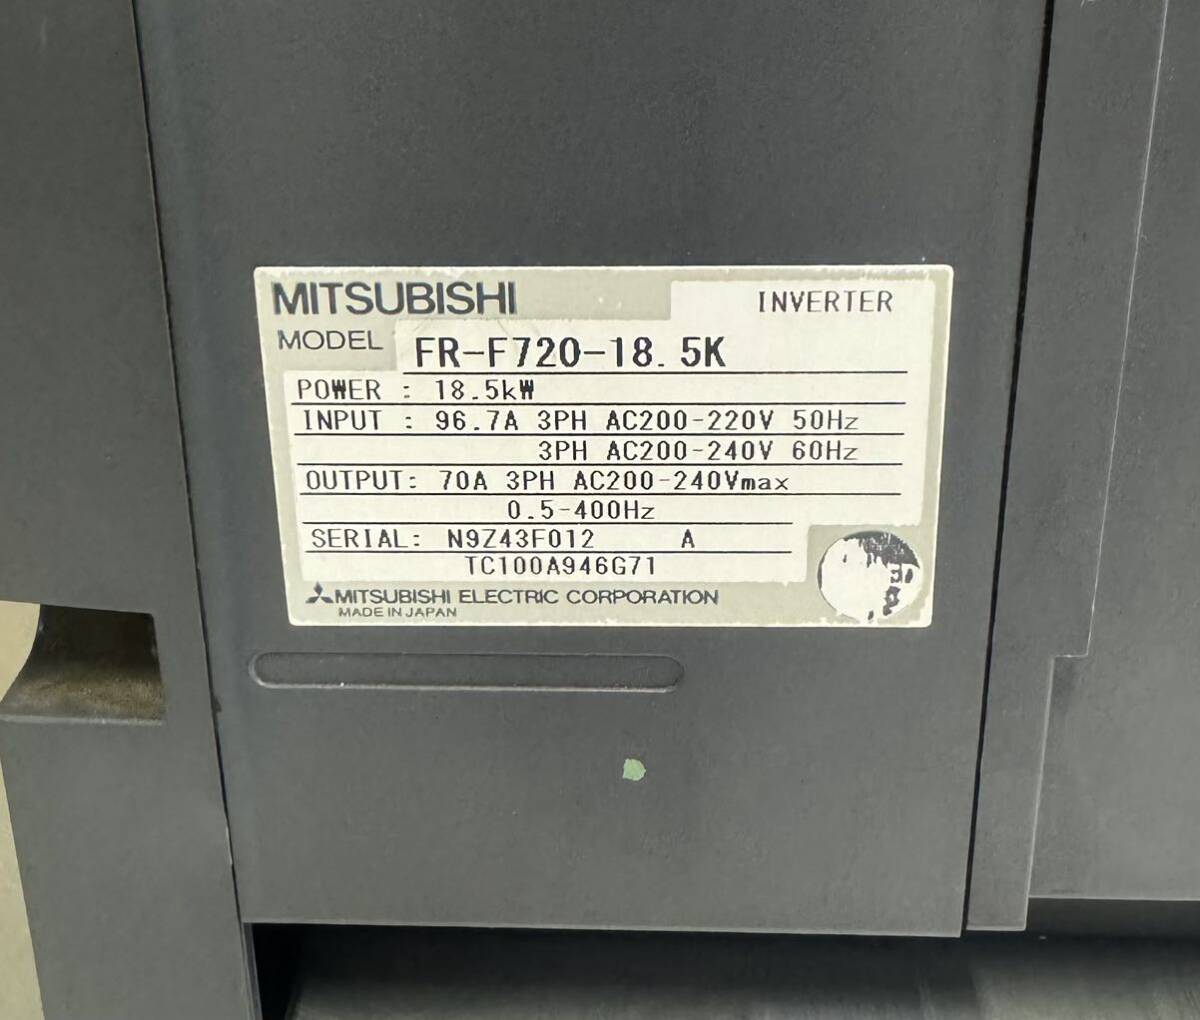 MITSUBISHI
INVERTER
MODEL FR-F720-18.5K
POWER : 18.5kW
INPUT : 96.7A 3PH AC200-220V 50Hz
3PH AC200-240V 60Hz
OUTPUT: 70A 3PH AC200-240Vmax
0.5-400Hz
SERIAL: N9Z43F012 A
TC100A946G71
MITSUBISHI ELECTRIC CORPORATION
MADE IN JAPAN